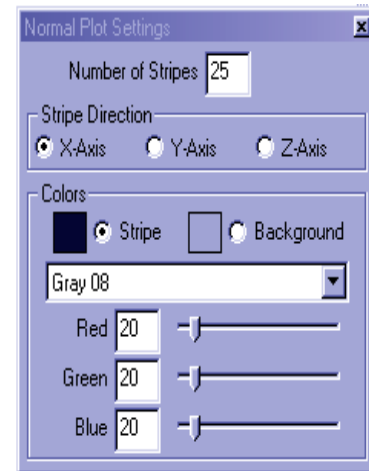 Normal Plot Settings
Number of Stripes 25
Stripe Direction
X-Axis Y-Axis Z-Axis
Colors
Stripe Background
Gray 08
Red 20
Green 20
Blue 20